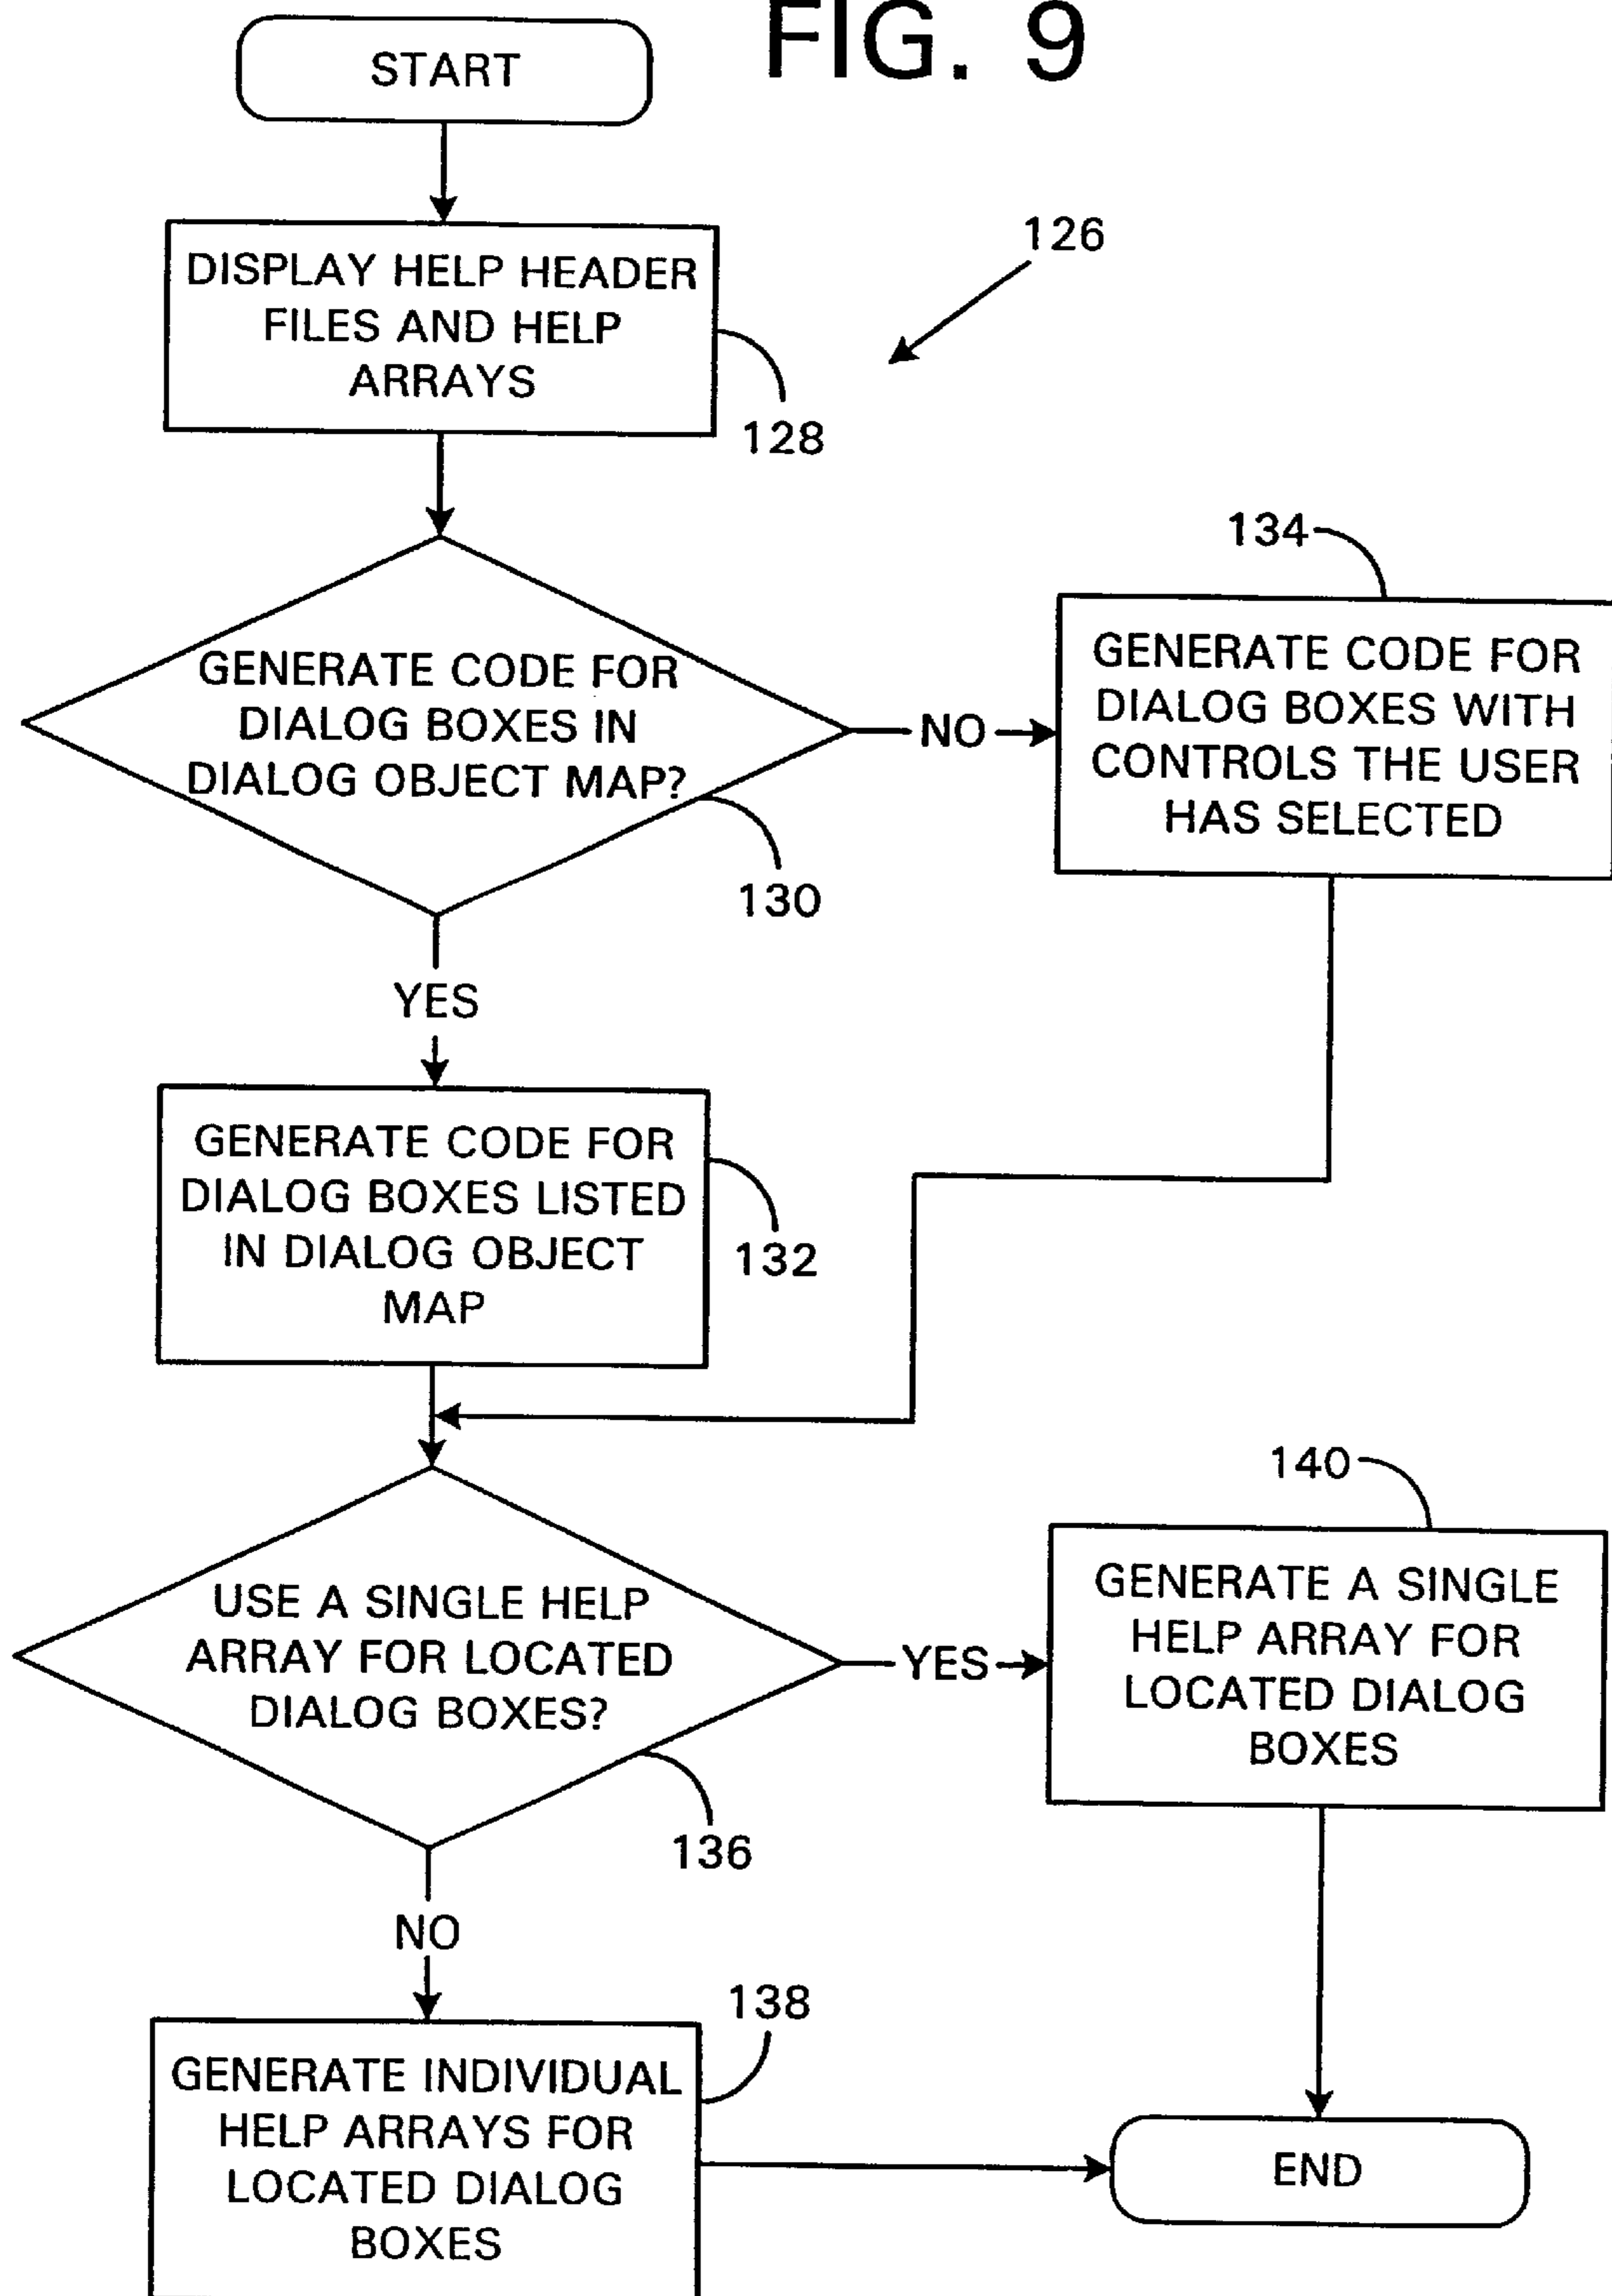 FIG. 9
START
126
DISPLAY HELP HEADER
FILES AND HELP
ARRAYS
128
GENERATE CODE FOR
DIALOG BOXES IN
DIALOG OBJECT MAP?
130
NO
134
GENERATE CODE FOR
DIALOG BOXES WITH
CONTROLS THE USER
HAS SELECTED
YES
GENERATE CODE FOR
DIALOG BOXES LISTED
IN DIALOG OBJECT
MAP
132
USE A SINGLE HELP
ARRAY FOR LOCATED
DIALOG BOXES?
136
YES
140
GENERATE A SINGLE
HELP ARRAY FOR
LOCATED DIALOG
BOXES
NO
138
GENERATE INDIVIDUAL
HELP ARRAYS FOR
LOCATED DIALOG
BOXES
END